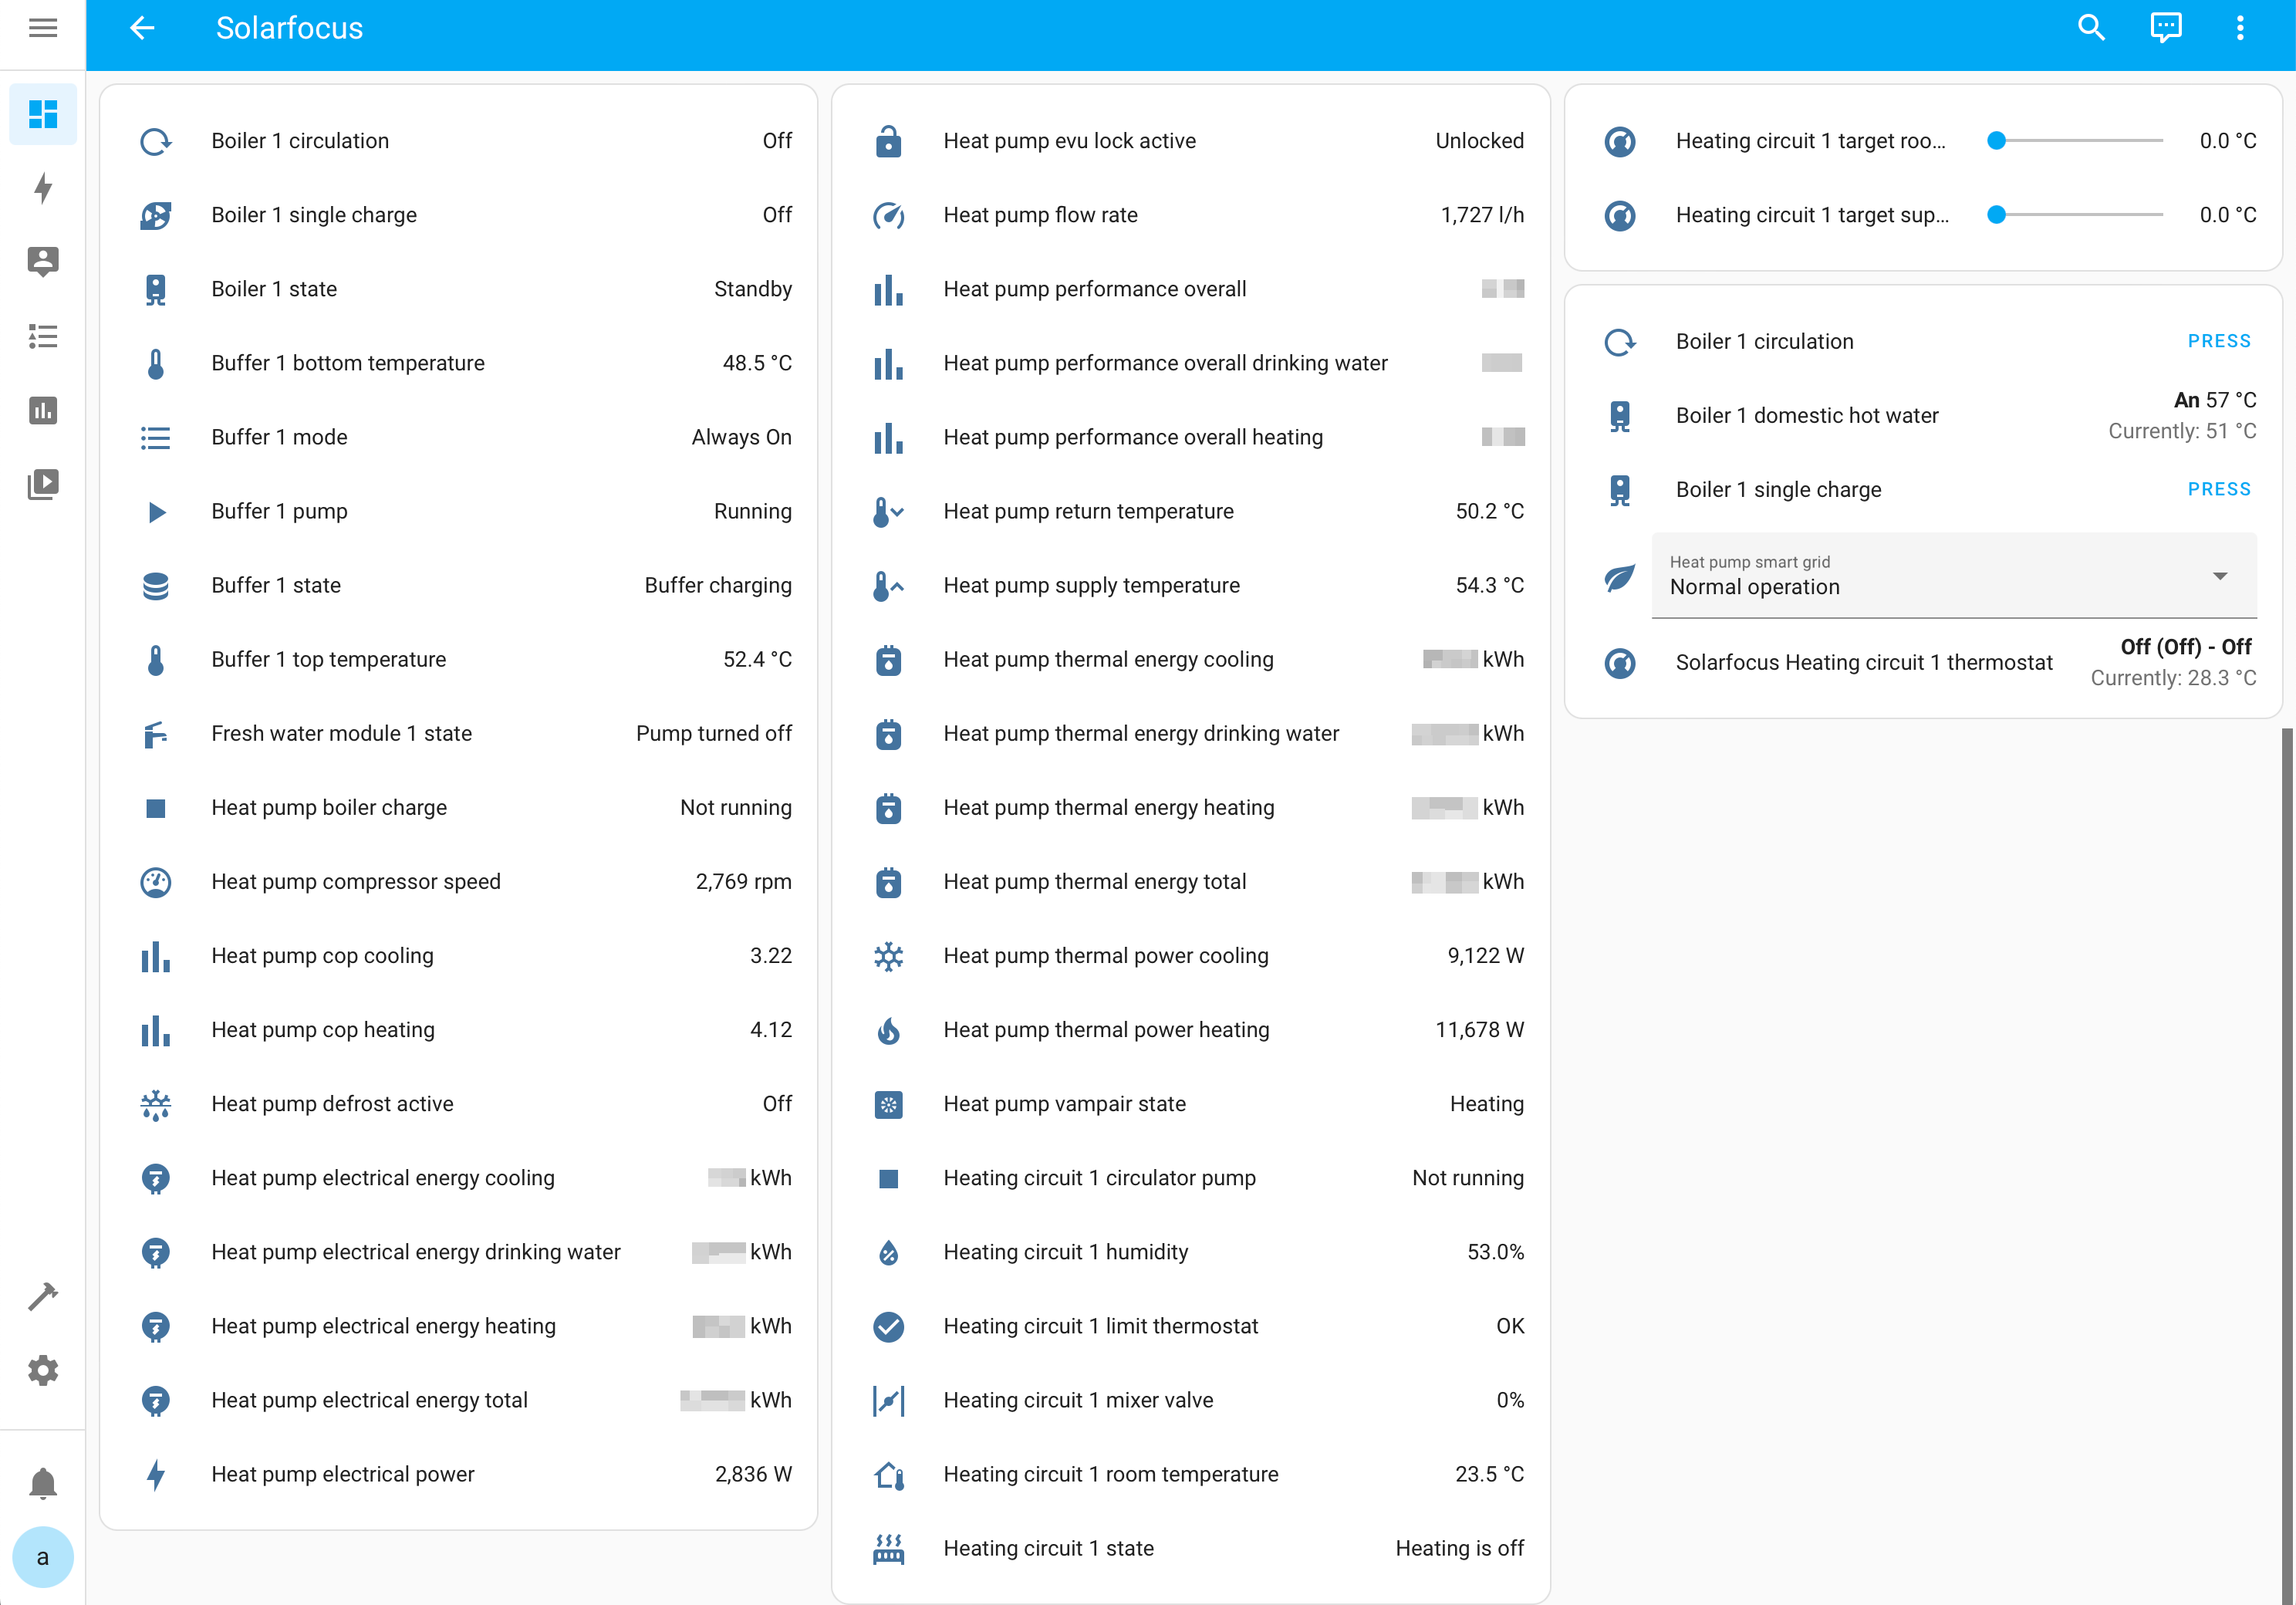 Solarfocus
Boiler 1 circulation Off
Boiler 1 single charge Off
Boiler 1 state Standby
Buffer 1 bottom temperature 48.5 °C
Buffer 1 mode Always On
Buffer 1 pump Running
Buffer 1 state Buffer charging
Buffer 1 top temperature 52.4 °C
Fresh water module 1 state Pump turned off
Heat pump boiler charge Not running
Heat pump compressor speed 2,769 rpm
Heat pump cop cooling 3.22
Heat pump cop heating 4.12
Heat pump defrost active Off
Heat pump electrical energy cooling kWh
Heat pump electrical energy drinking water kWh
Heat pump electrical energy heating kWh
Heat pump electrical energy total kWh
Heat pump electrical power 2,836 W
Heat pump evu lock active Unlocked
Heat pump flow rate 1,727 l/h
Heat pump performance overall
Heat pump performance overall drinking water
Heat pump performance overall heating
Heat pump return temperature 50.2 °C
Heat pump supply temperature 54.3 °C
Heat pump thermal energy cooling kWh
Heat pump thermal energy drinking water kWh
Heat pump thermal energy heating kWh
Heat pump thermal energy total kWh
Heat pump thermal power cooling 9,122 W
Heat pump thermal power heating 11,678 W
Heat pump vampair state Heating
Heating circuit 1 circulator pump Not running
Heating circuit 1 humidity 53.0%
Heating circuit 1 limit thermostat OK
Heating circuit 1 mixer valve 0%
Heating circuit 1 room temperature 23.5 °C
Heating circuit 1 state Heating is off
Heating circuit 1 target roo... 0.0 °C
Heating circuit 1 target sup... 0.0 °C
Boiler 1 circulation PRESS
Boiler 1 domestic hot water An 57 °C
Currently: 51 °C
Boiler 1 single charge PRESS
Heat pump smart grid
Normal operation
Solarfocus Heating circuit 1 thermostat Off (Off) - Off
Currently: 28.3 °C
a